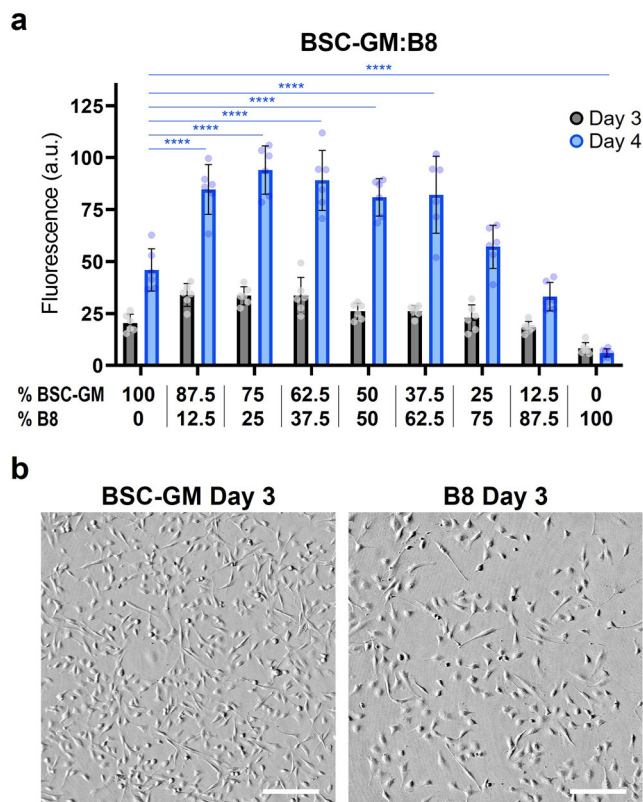 a
BSC-GM:B8
****
****
****
****
****
****
Day 3
Day 4
Fluorescence (a.u.)
125
100
75
50
25
0
% BSC-GM 100 87.5 75 62.5 50 37.5 25 12.5 0
% B8 0 12.5 25 37.5 50 62.5 75 87.5 100
b
BSC-GM Day 3 B8 Day 3